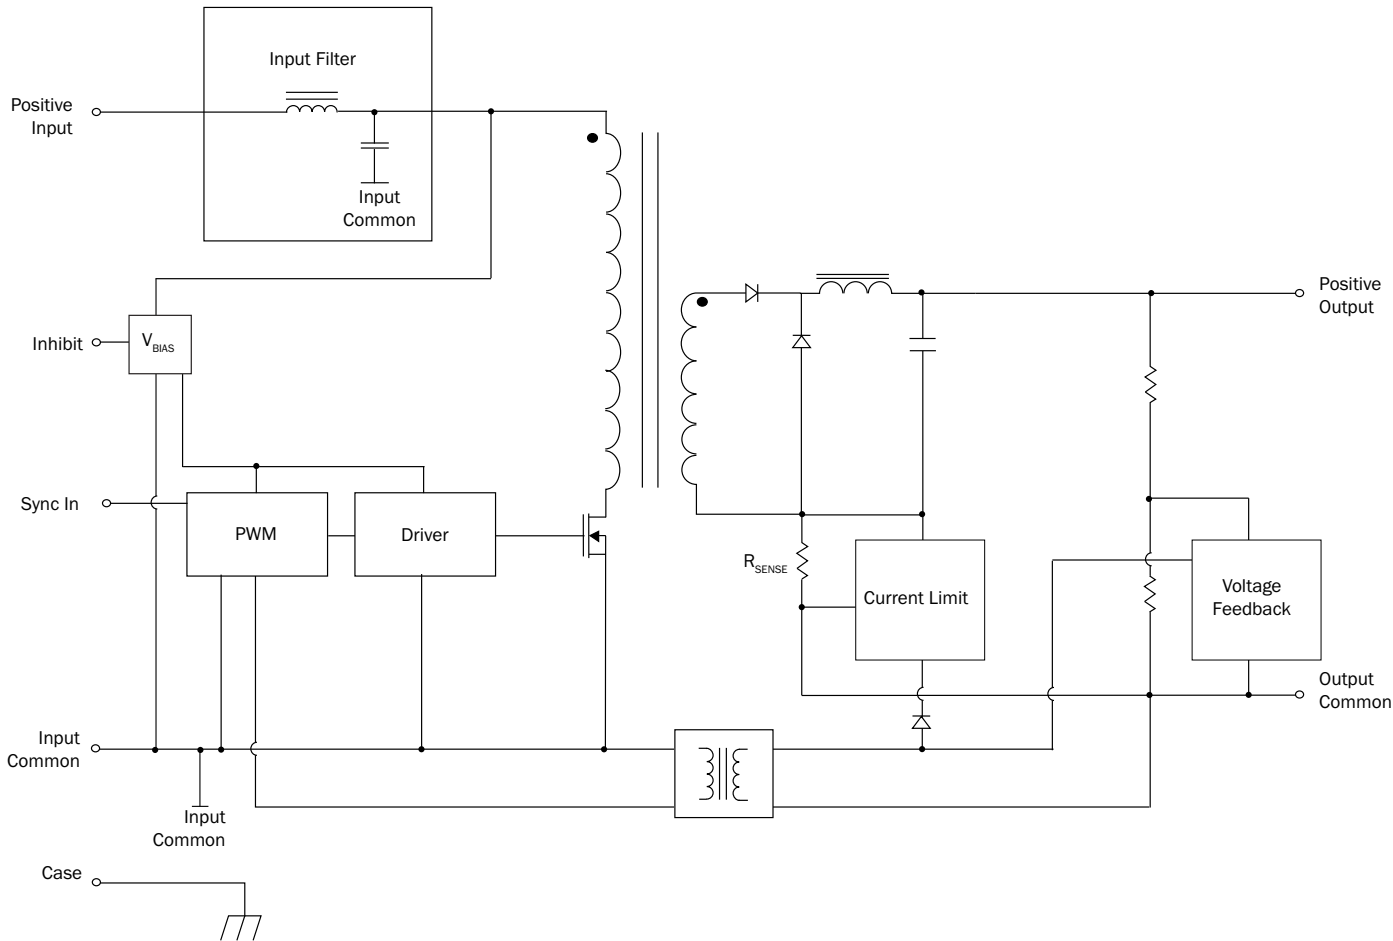 Input Filter
Positive
Input
Input
Common
Positive
Output
Inhibit
VBIAS
Sync In
PWM
Driver
RSENSE
Current Limit
Voltage
Feedback
Output
Common
Input
Common
Input
Common
Case